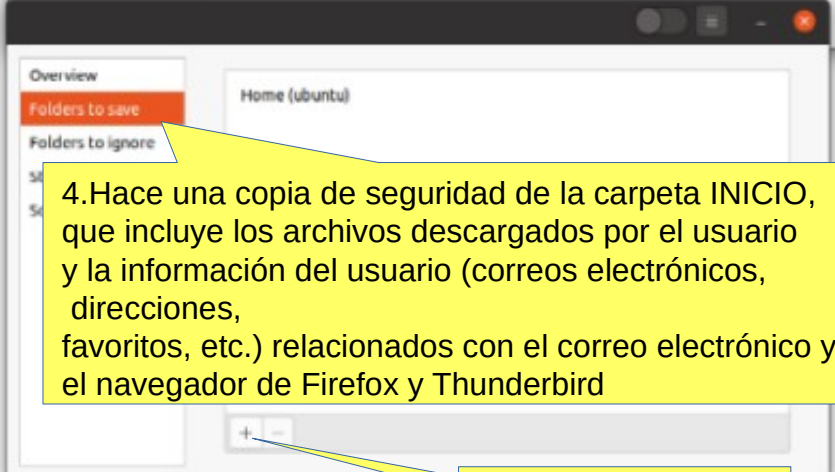 Overview
Folders to save
Folders to ignore
Home (ubuntu)
4.Hace una copia de seguridad de la carpeta INICIO,
que incluye los archivos descargados por el usuario
y la información del usuario (correos electrónicos,
direcciones,
favoritos, etc.) relacionados con el correo electrónico y
el navegador de Firefox y Thunderbird